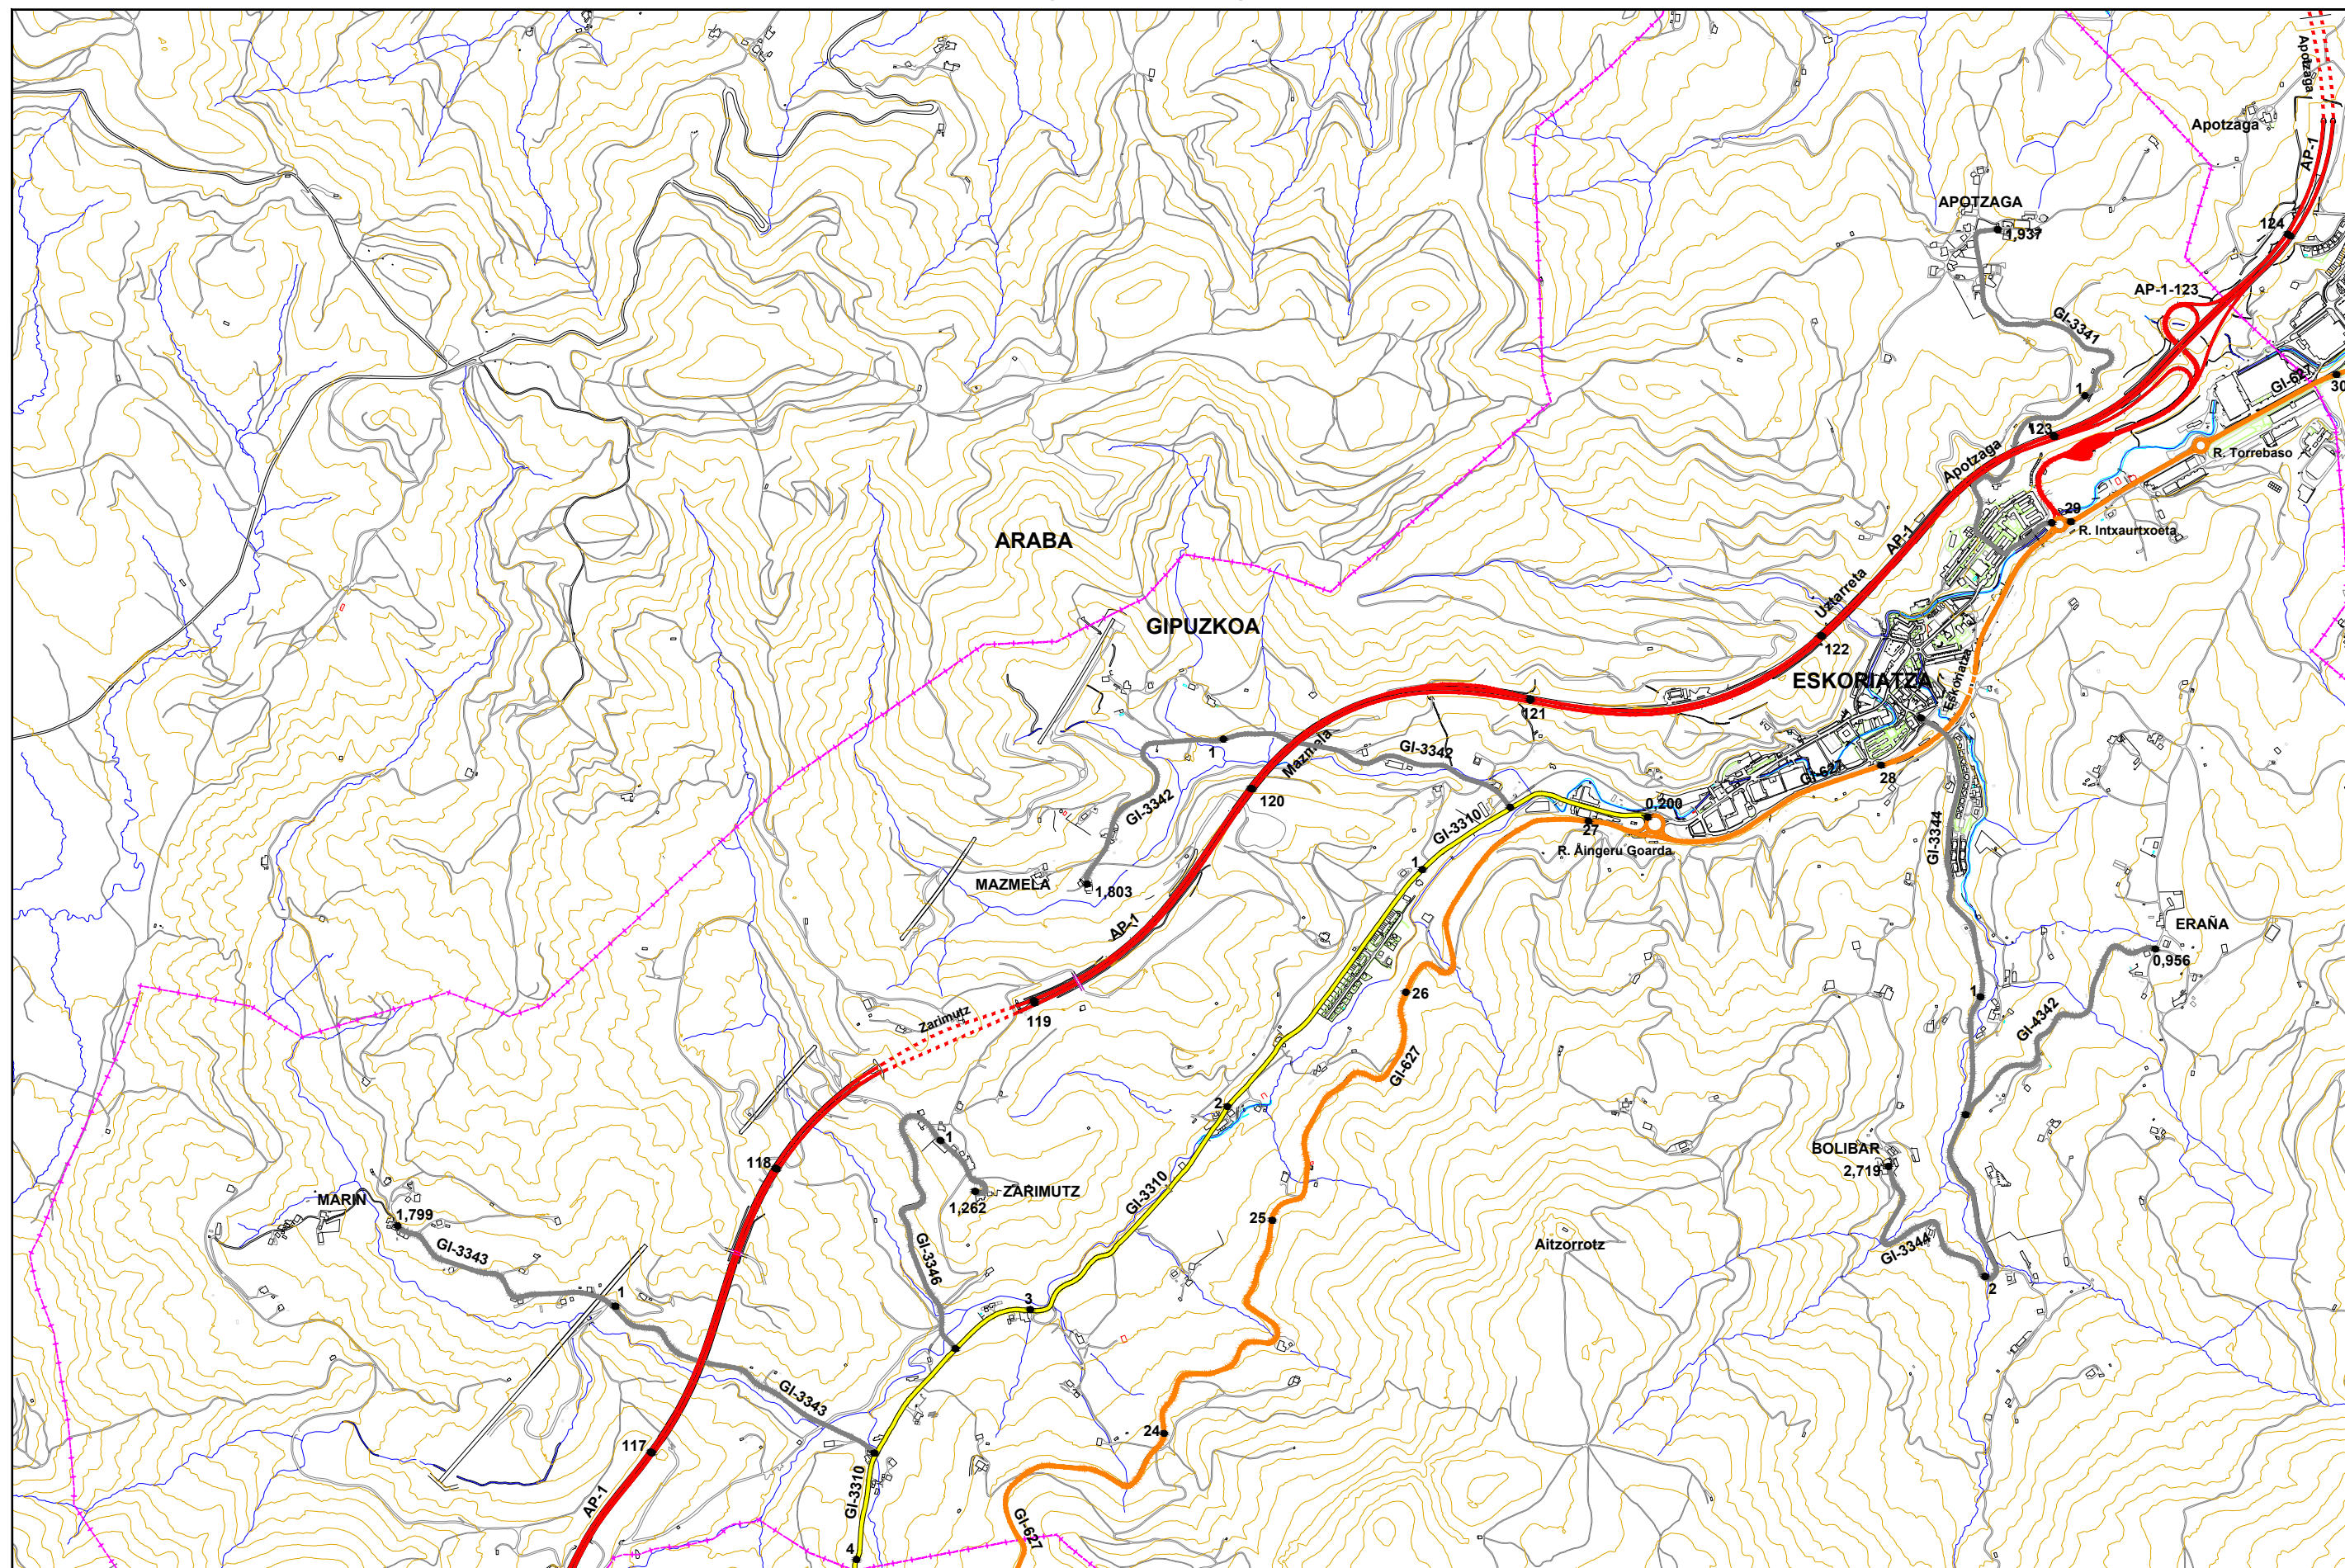 Apotzaga
Apotzaga
AP-1
APOTZAGA
1,937
124
AP-1-123
GI-3341
1
GI-627
30
123
Apotzaga
R. Torrebaso
29
R. Intxaurtxoeta
AP-1
ARABA
GIPUZKOA
Uztarreta
122
ESKORIATZA
Eskoriatza
121
1
Mazmela
GI-3342
GI-627
28
120
GI-3342
0,200
GI-3310
27
R. Aingeru Goarda
GI-3344
1
MAZMELA
1,803
AP-1
ERAÑA
0,956
26
1
Zarimutz
119
GI-4342
GI-627
2
1
118
BOLIBAR
2,719
MARIN
1,799
ZARIMUTZ
1,262
GI-3310
25
Aitzorrotz
GI-3343
GI-3346
GI-3344
2
1
3
GI-3343
24
117
GI-3310
AP-1
GI-627
4